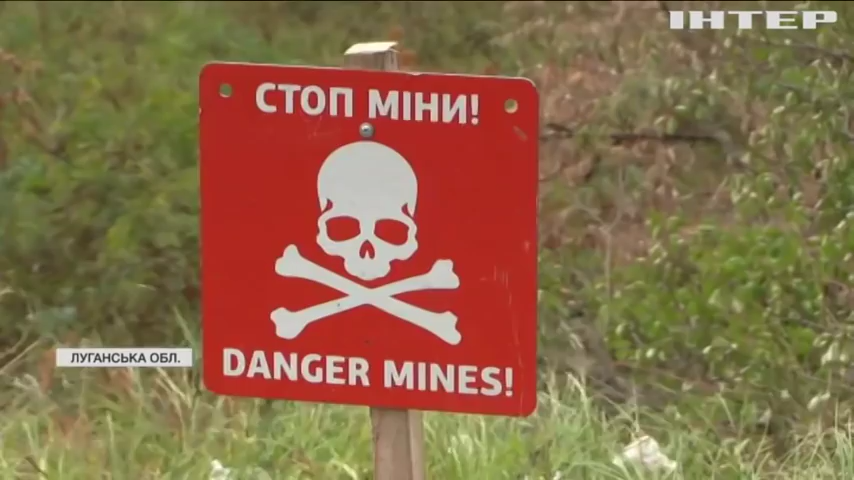 ІНТЕР
СТОП МІНИ!
ЛУГАНСЬКА ОБЛ.
DANGER MINES!